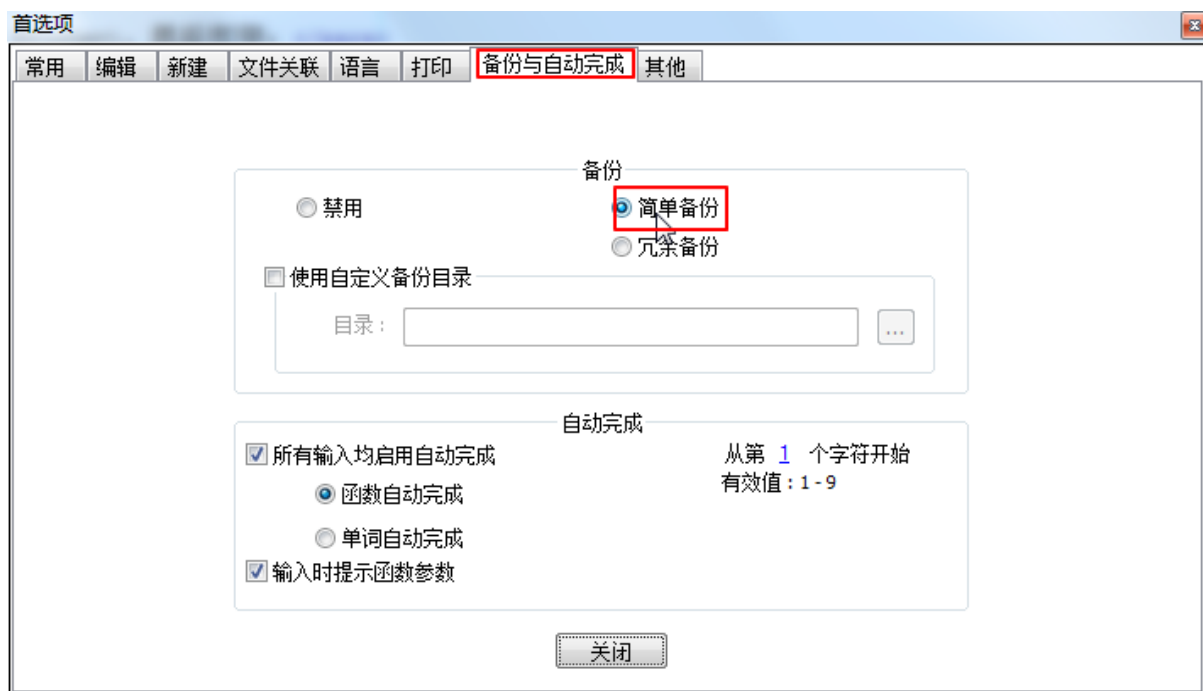 首选项
常用 编辑 新建 文件关联 语言 打印 备份与自动完成 其他
备份
禁用 简单备份
冗余备份
使用自定义备份目录
目录: ...
自动完成
所有输入均启用自动完成 从第 1 个字符开始
函数自动完成 有效值:1-9
单词自动完成
输入时提示函数参数
关闭